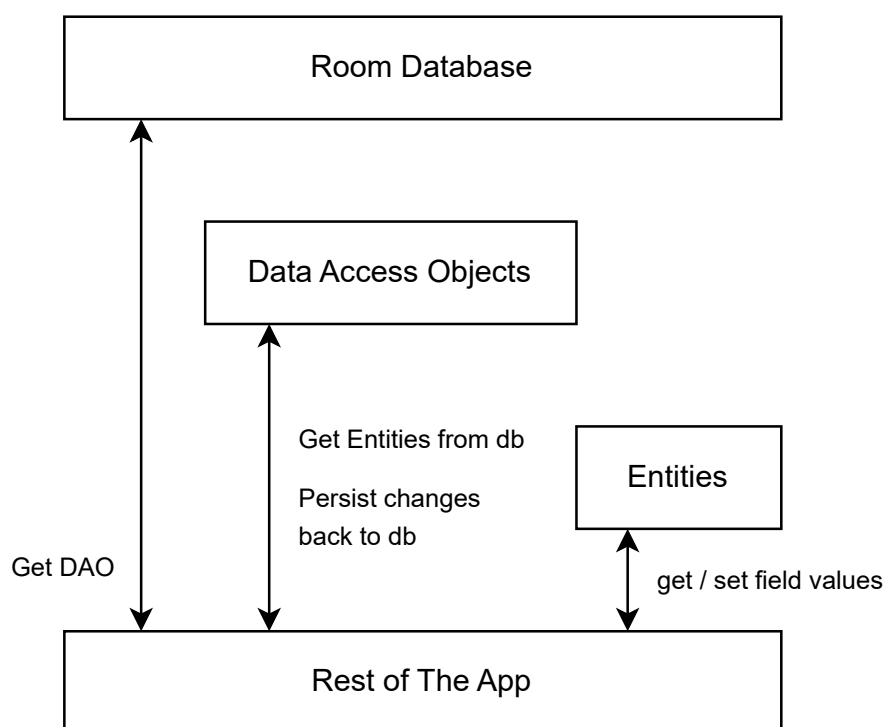 Room Database
Data Access Objects
Get Entities from db
Persist changes
back to db
Entities
Get DAO
get / set field values
Rest of The App